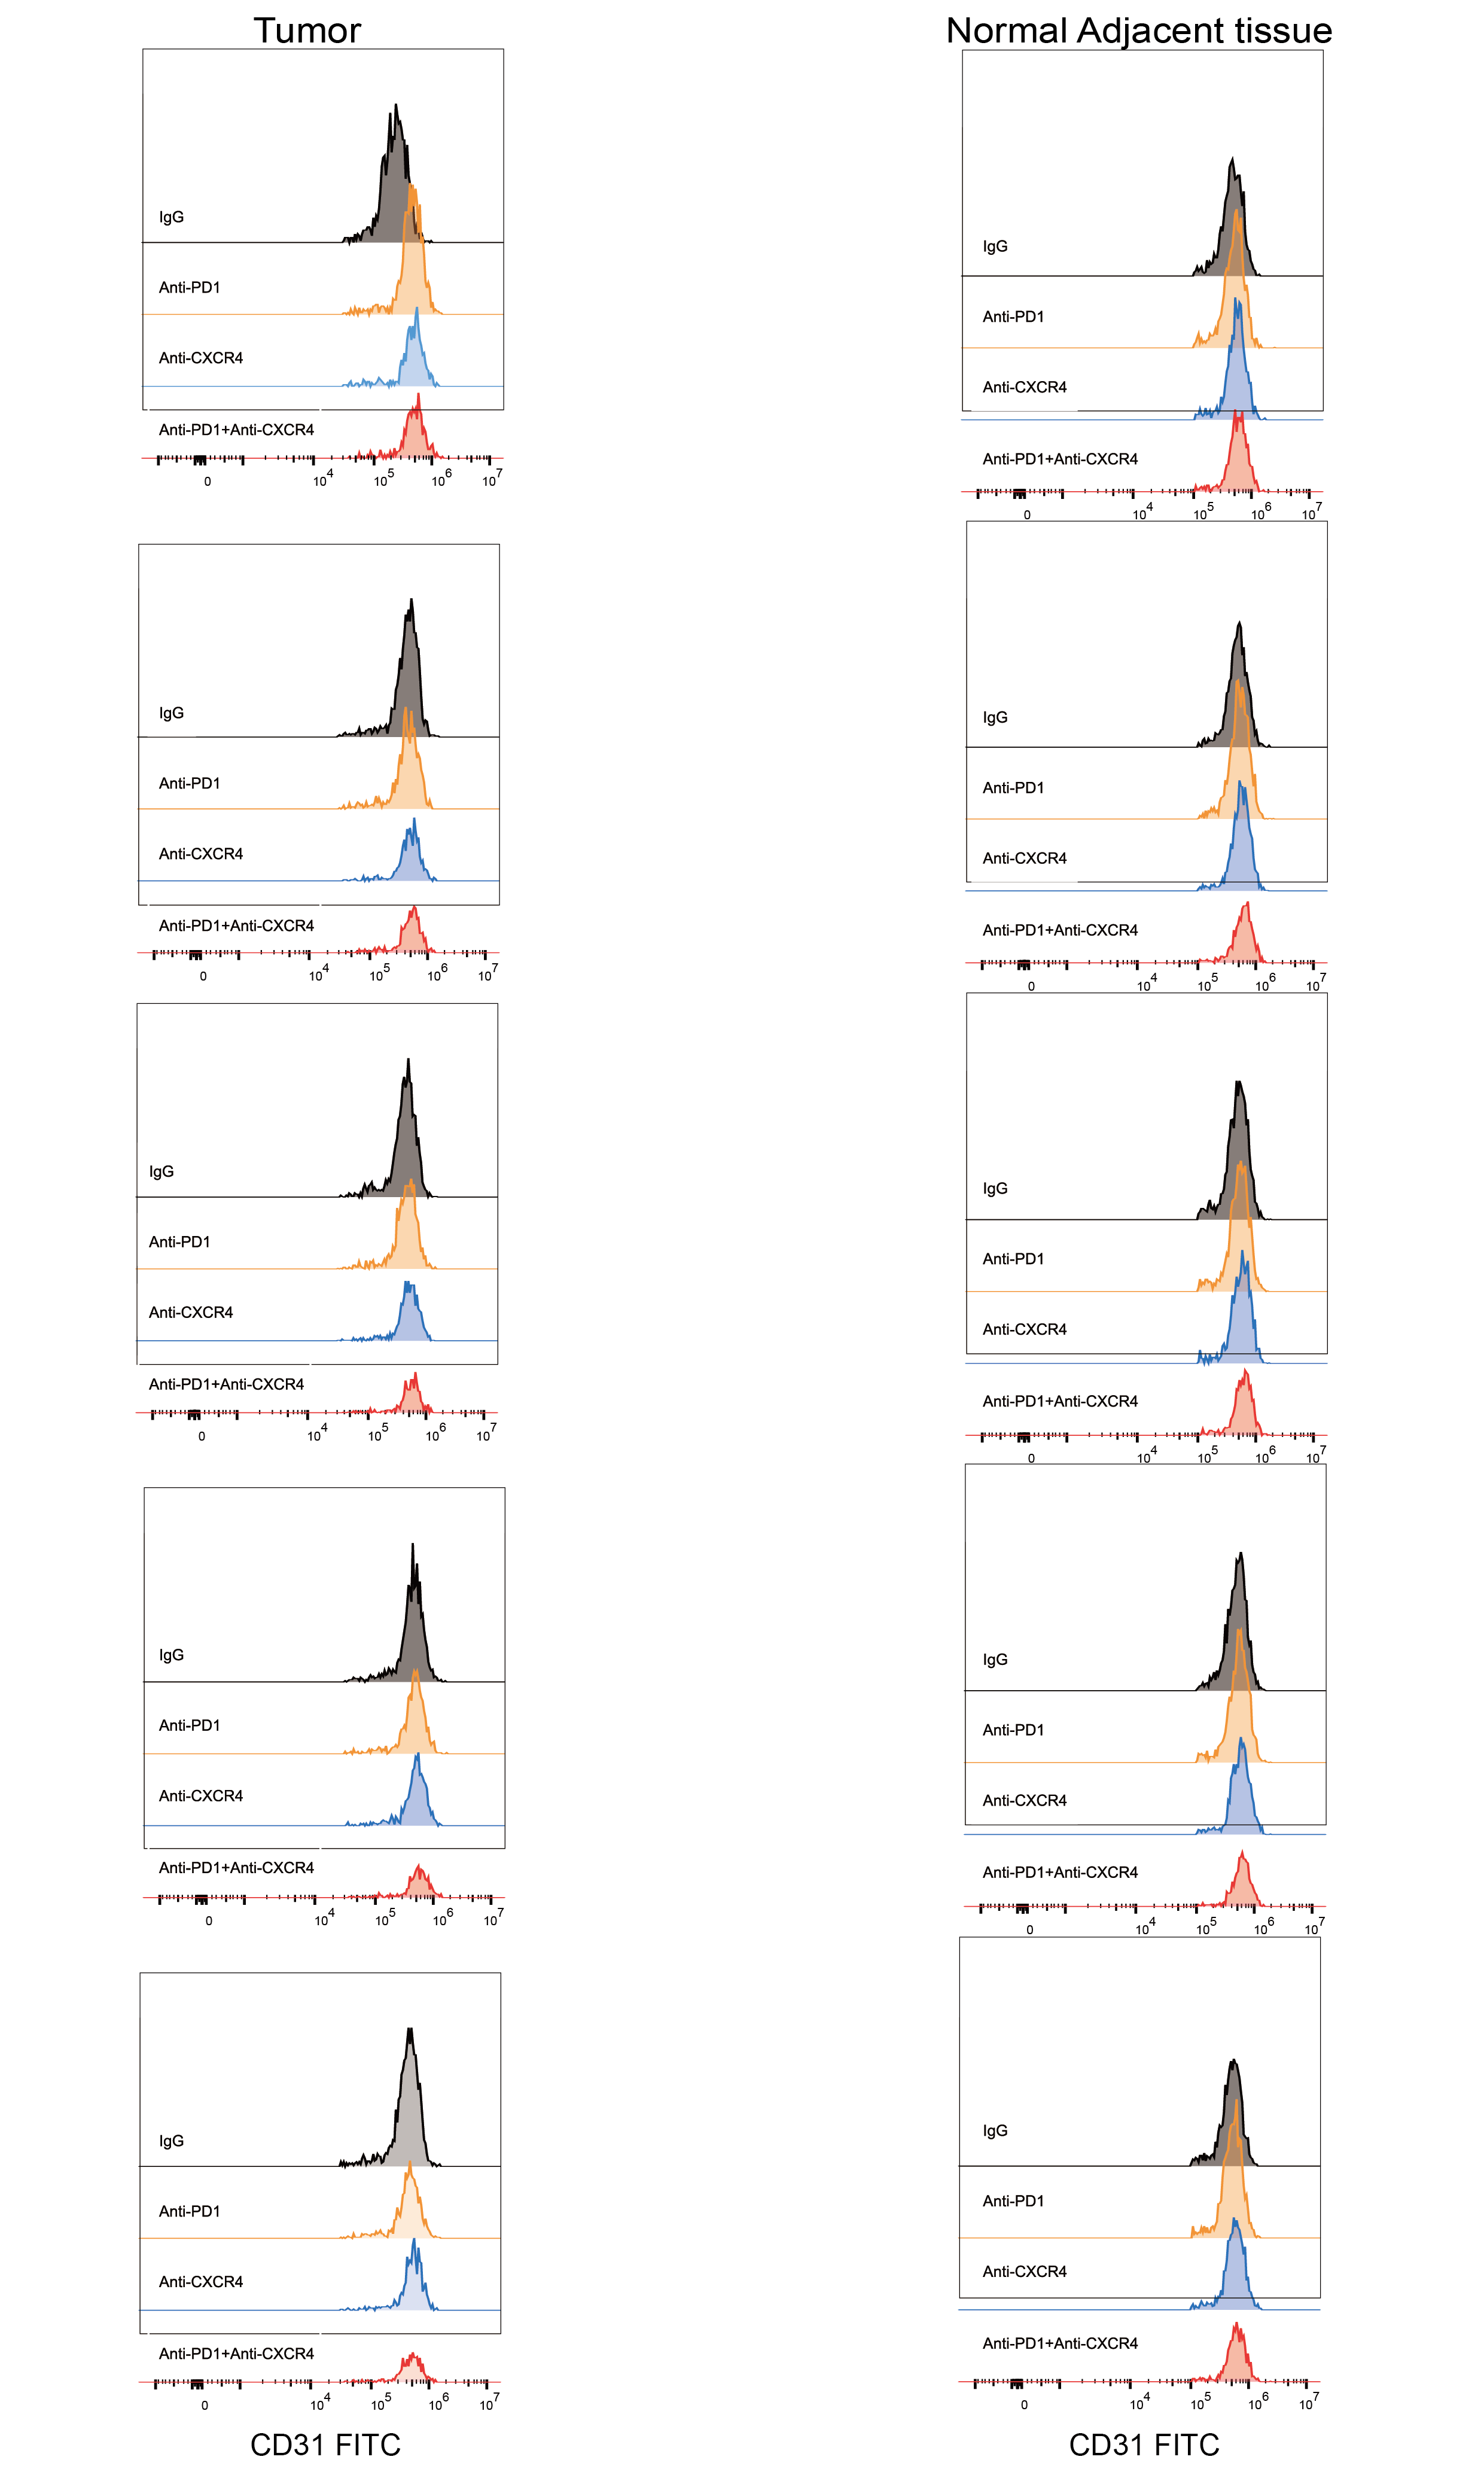 Tumor
Normal Adjacent tissue
IgG
Anti-PD1
Anti-CXCR4
Anti-PD1+Anti-CXCR4
0 10^4 10^5 10^6 10^7
IgG
Anti-PD1
Anti-CXCR4
Anti-PD1+Anti-CXCR4
0 10^4 10^5 10^6 10^7
IgG
Anti-PD1
Anti-CXCR4
Anti-PD1+Anti-CXCR4
0 10^4 10^5 10^6 10^7
IgG
Anti-PD1
Anti-CXCR4
Anti-PD1+Anti-CXCR4
0 10^4 10^5 10^6 10^7
IgG
Anti-PD1
Anti-CXCR4
Anti-PD1+Anti-CXCR4
0 10^4 10^5 10^6 10^7
IgG
Anti-PD1
Anti-CXCR4
Anti-PD1+Anti-CXCR4
0 10^4 10^5 10^6 10^7
IgG
Anti-PD1
Anti-CXCR4
Anti-PD1+Anti-CXCR4
0 10^4 10^5 10^6 10^7
IgG
Anti-PD1
Anti-CXCR4
Anti-PD1+Anti-CXCR4
0 10^4 10^5 10^6 10^7
IgG
Anti-PD1
Anti-CXCR4
Anti-PD1+Anti-CXCR4
0 10^4 10^5 10^6 10^7
IgG
Anti-PD1
Anti-CXCR4
Anti-PD1+Anti-CXCR4
0 10^4 10^5 10^6 10^7
CD31 FITC
CD31 FITC